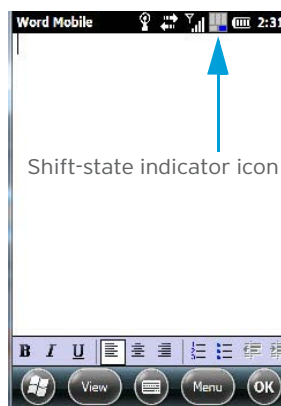 Word Mobile 2:31
Shift-state indicator icon
B I U
View Menu OK